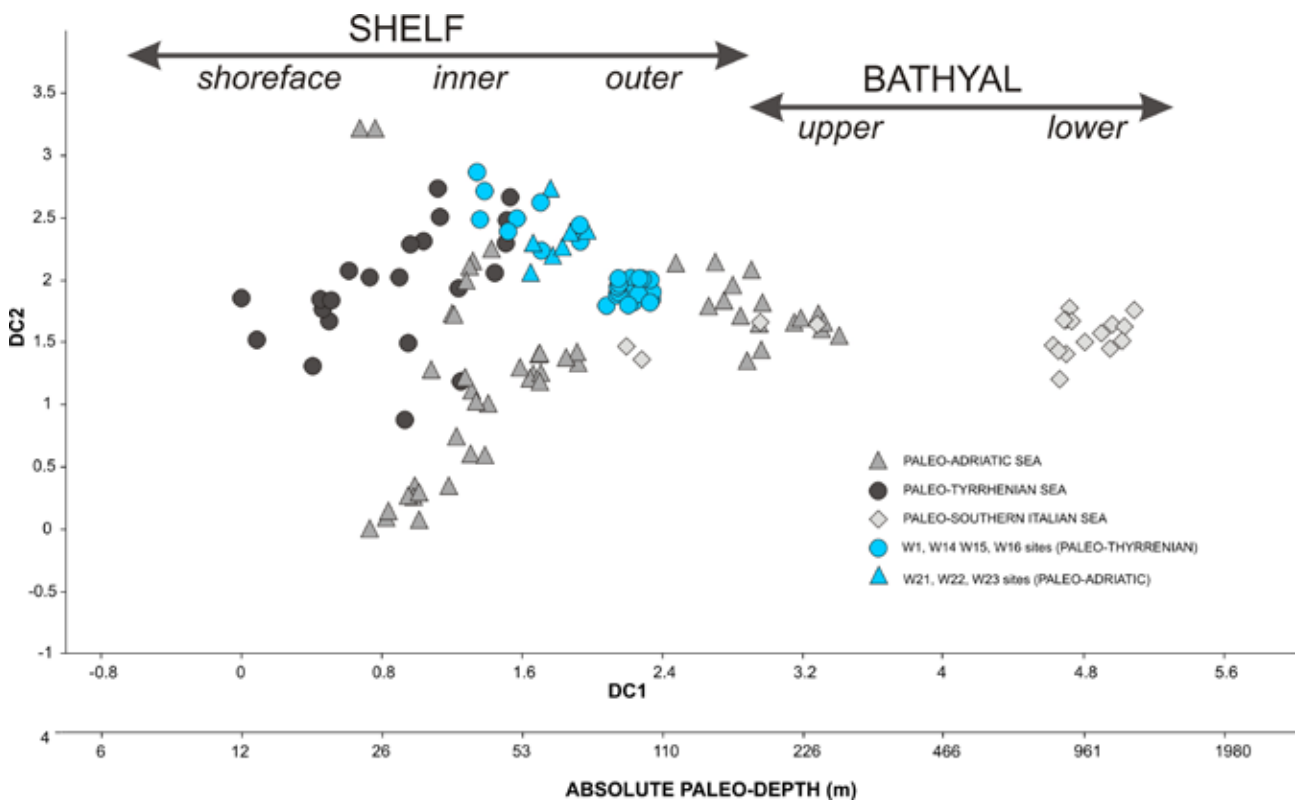 SHELF
shoreface inner outer
BATHYAL
upper lower
3.5
3
2.5
2
1.5
1
0.5
0
-0.5
-1
DC2
PALEO-ADRIATIC SEA
PALEO-TYRRHENIAN SEA
PALEO-SOUTHERN ITALIAN SEA
W1, W14 W15, W16 sites (PALEO-THYRRENIAN)
W21, W22, W23 sites (PALEO-ADRIATIC)
-0.8 0 0.8 1.6 2.4 3.2 4 4.8 5.6
DC1
4
6 12 26 53 110 226 466 961 1980
ABSOLUTE PALEO-DEPTH (m)